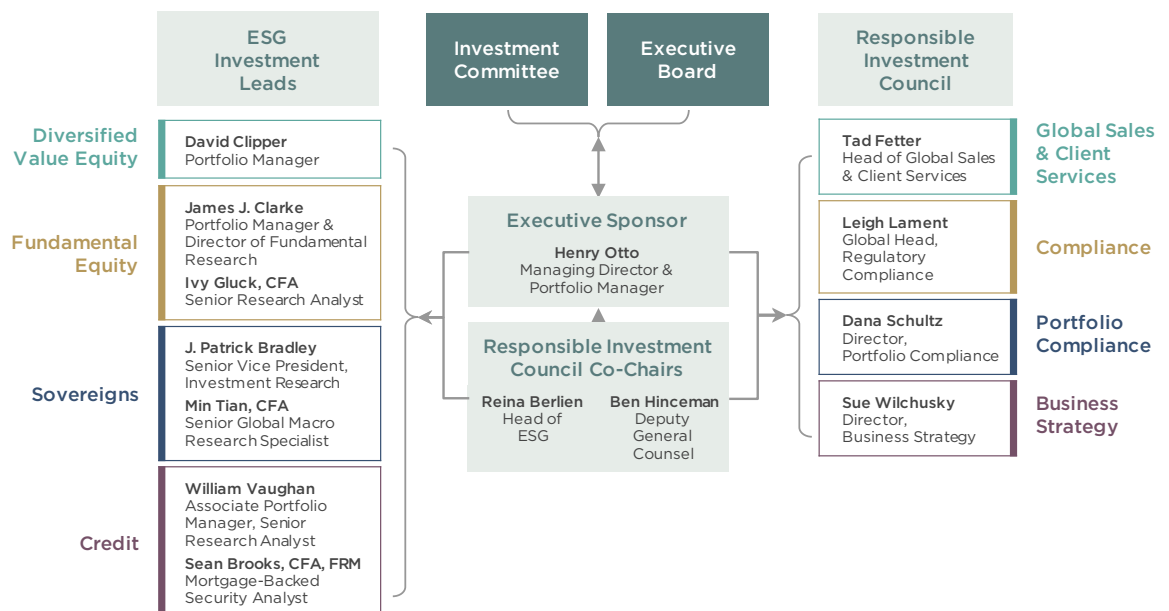 ESG
Investment
Leads
Diversified
Value Equity
David Clipper
Portfolio Manager
Fundamental
Equity
James J. Clarke
Portfolio Manager &
Director of Fundamental
Research
Ivy Gluck, CFA
Senior Research Analyst
Sovereigns
J. Patrick Bradley
Senior Vice President,
Investment Research
Min Tian, CFA
Senior Global Macro
Research Specialist
Credit
William Vaughan
Associate Portfolio
Manager, Senior
Research Analyst
Sean Brooks, CFA, FRM
Mortgage-Backed
Security Analyst
Investment
Committee
Executive
Board
Executive Sponsor
Henry Otto
Managing Director &
Portfolio Manager
Responsible Investment
Council Co-Chairs
Reina Berlien
Head of
ESG
Ben Hinceman
Deputy
General
Counsel
Responsible
Investment
Council
Tad Fetter
Head of Global Sales
& Client Services
Global Sales
& Client
Services
Leigh Lament
Global Head,
Regulatory
Compliance
Compliance
Dana Schultz
Director,
Portfolio Compliance
Portfolio
Compliance
Sue Wilchusky
Director,
Business Strategy
Business
Strategy